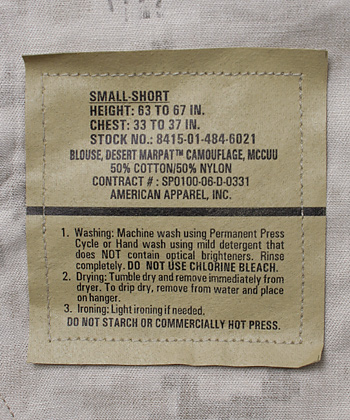 SMALL-SHORT
HEIGHT: 63 TO 67 IN.
CHEST: 33 TO 37 IN.
STOCK NO.: 8415-01-484-6021
BLOUSE, DESERT MARPAT™ CAMOUFLAGE, MCCUU
50% COTTON/50% NYLON
CONTRACT # : SPO100-06-D-0331
AMERICAN APPAREL, INC.
1. Washing: Machine wash using Permanent Press
Cycle or Hand wash using mild detergent that
does NOT contain optical brighteners. Rinse
completely. DO NOT USE CHLORINE BLEACH.
2. Drying: Tumble dry and remove immediately from
dryer. To drip dry, remove from water and place
on hanger.
3. Ironing: Light ironing if needed.
DO NOT STARCH OR COMMERCIALLY HOT PRESS.